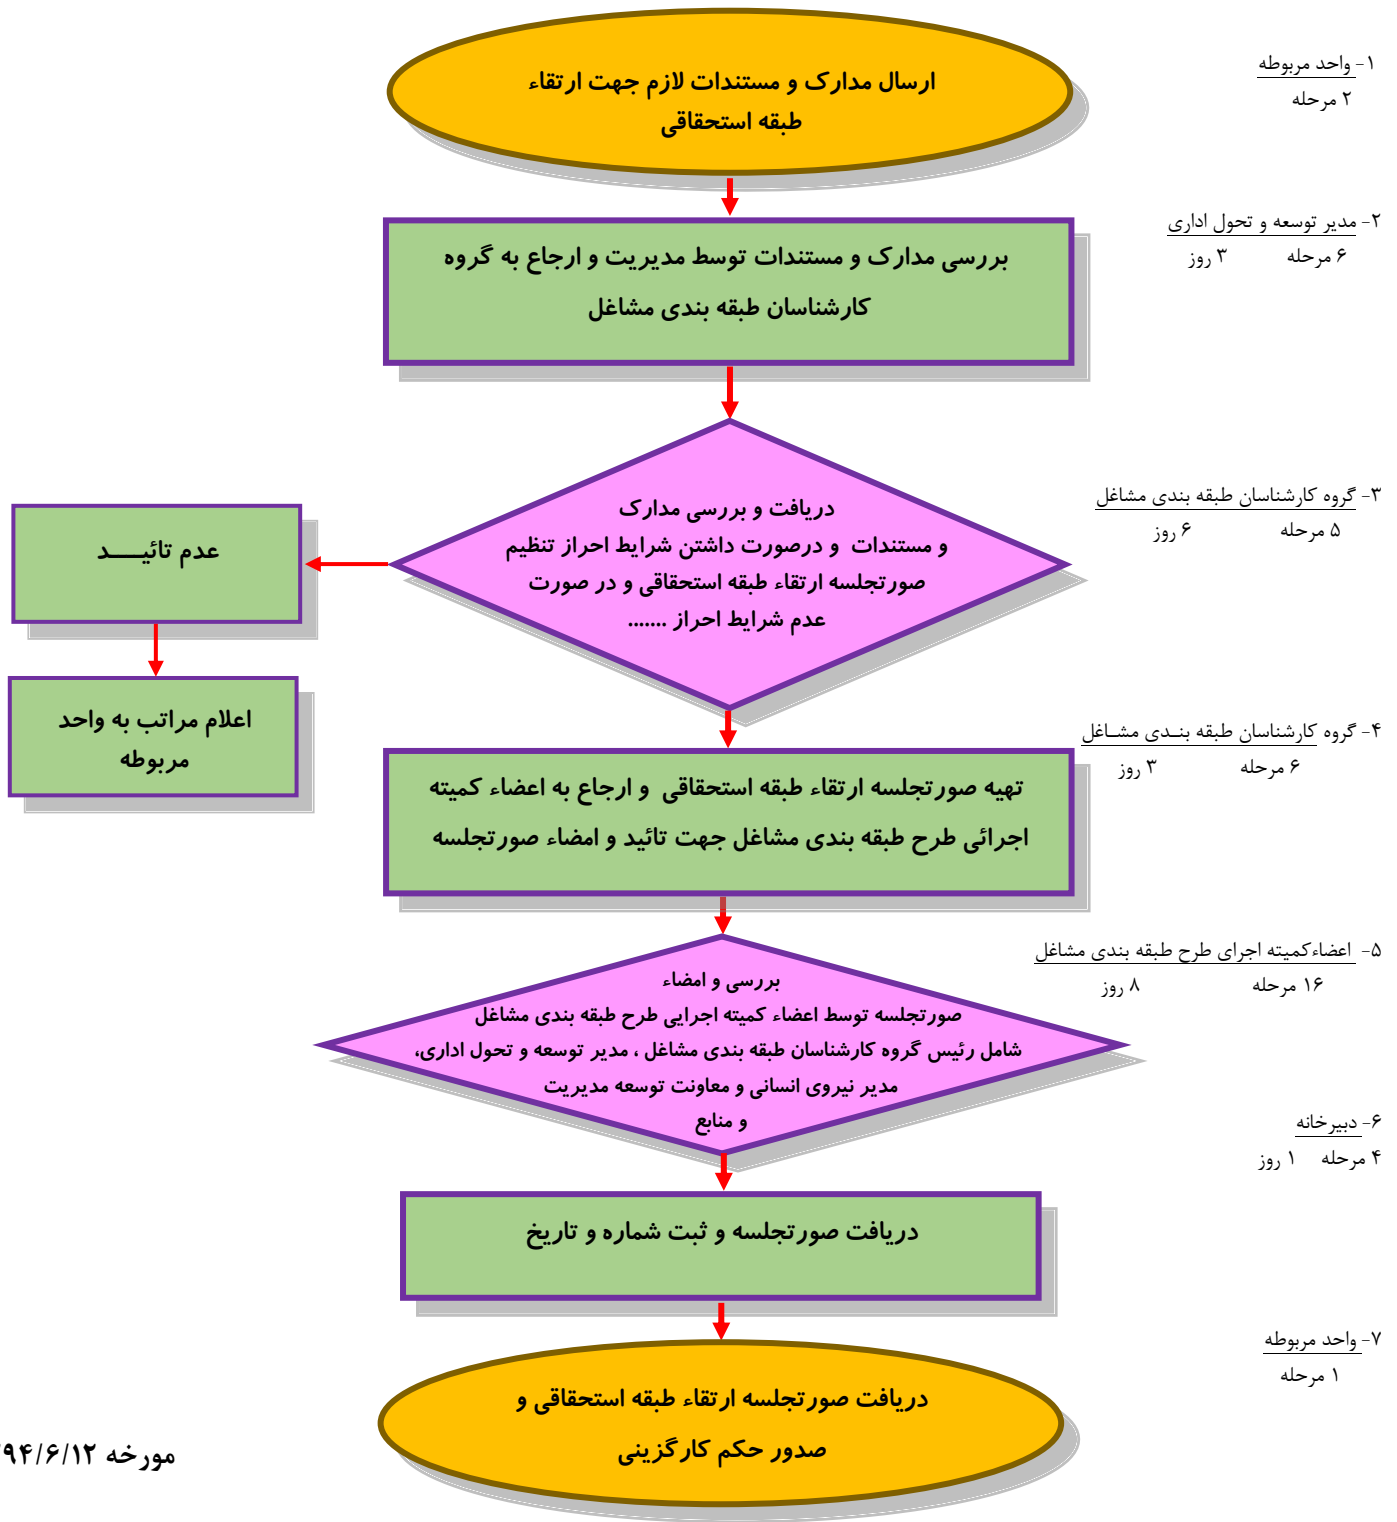 ارسال مدارک و مستندات لازم جهت ارتقاء
طبقه استحقاقی
۱- واحد مربوطه
۲ مرحله
بررسی مدارک و مستندات توسط مدیریت و ارجاع به گروه
کارشناسان طبقه بندی مشاغل
۲- مدیر توسعه و تحول اداری
۶ مرحله ۳ روز
دریافت و بررسی مدارک
و مستندات و درصورت داشتن شرایط احراز تنظیم
صورتجلسه ارتقاء طبقه استحقاقی و در صورت
عدم شرایط احراز .......
۳- گروه کارشناسان طبقه بندی مشاغل
۵ مرحله ۶ روز
عدم تائیـــــد
اعلام مراتب به واحد
مربوطه
تهیه صورتجلسه ارتقاء طبقه استحقاقی و ارجاع به اعضاء کمیته
اجرائی طرح طبقه بندی مشاغل جهت تائید و امضاء صورتجلسه
۴- گروه کارشناسان طبقه بنـدی مشـاغل
۶ مرحله ۳ روز
بررسی و امضاء
صورتجلسه توسط اعضاء کمیته اجرایی طرح طبقه بندی مشاغل
شامل رئیس گروه کارشناسان طبقه بندی مشاغل ، مدیر توسعه و تحول اداری،
مدیر نیروی انسانی و معاونت توسعه مدیریت
و منابع
۵- اعضاءکمیته اجرای طرح طبقه بندی مشاغل
۱۶ مرحله ۸ روز
دریافت صورتجلسه و ثبت شماره و تاریخ
۶- دبیرخانه
۴ مرحله ۱ روز
دریافت صورتجلسه ارتقاء طبقه استحقاقی و
صدور حکم کارگزینی
۷- واحد مربوطه
۱ مرحله
مورخه ۹۴/۶/۱۲